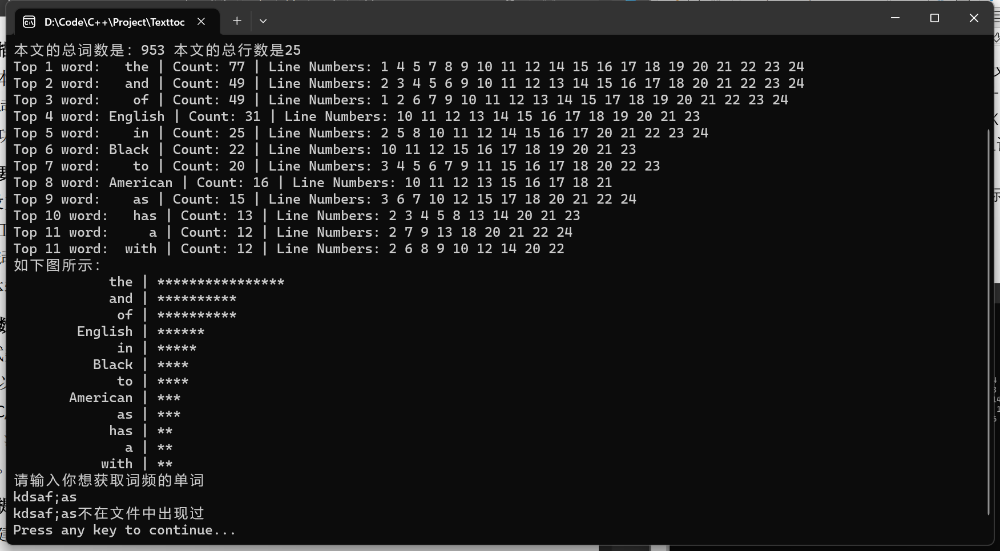 D:\Code\C++\Project\Texttoc
本文的总词数是: 953 本文的总行数是25
Top 1 word:   the | Count: 77 | Line Numbers: 1 4 5 7 8 9 10 11 12 14 15 16 17 18 19 20 21 22 23 24
Top 2 word:   and | Count: 49 | Line Numbers: 2 3 4 5 6 9 10 11 12 13 14 15 16 17 18 20 21 22 23 24
Top 3 word:    of | Count: 49 | Line Numbers: 1 2 6 7 9 10 11 12 13 14 15 17 18 19 20 21 22 23 24
Top 4 word: English | Count: 31 | Line Numbers: 10 11 12 13 14 15 16 17 18 19 20 21 23
Top 5 word:    in | Count: 25 | Line Numbers: 2 5 8 10 11 12 14 15 16 17 20 21 22 23 24
Top 6 word: Black | Count: 22 | Line Numbers: 10 11 12 15 16 17 18 19 20 21 23
Top 7 word:    to | Count: 20 | Line Numbers: 3 4 5 6 7 9 11 15 16 17 18 20 22 23
Top 8 word: American | Count: 16 | Line Numbers: 10 11 12 13 15 16 17 18 21
Top 9 word:    as | Count: 15 | Line Numbers: 3 6 7 10 12 15 17 18 20 21 22 24
Top 10 word:   has | Count: 13 | Line Numbers: 2 3 4 5 8 13 14 20 21 23
Top 11 word:     a | Count: 12 | Line Numbers: 2 7 9 13 18 20 21 22 24
Top 11 word:  with | Count: 12 | Line Numbers: 2 6 8 9 10 12 14 20 22
如下图所示:
the | ****************
and | **********
of | **********
English | ******
in | *****
Black | ****
to | ****
American | ***
as | ***
has | **
a | **
with | **
请输入你想获取词频的单词
kdsaf;as
kdsaf;as不在文件中出现过
Press any key to continue...